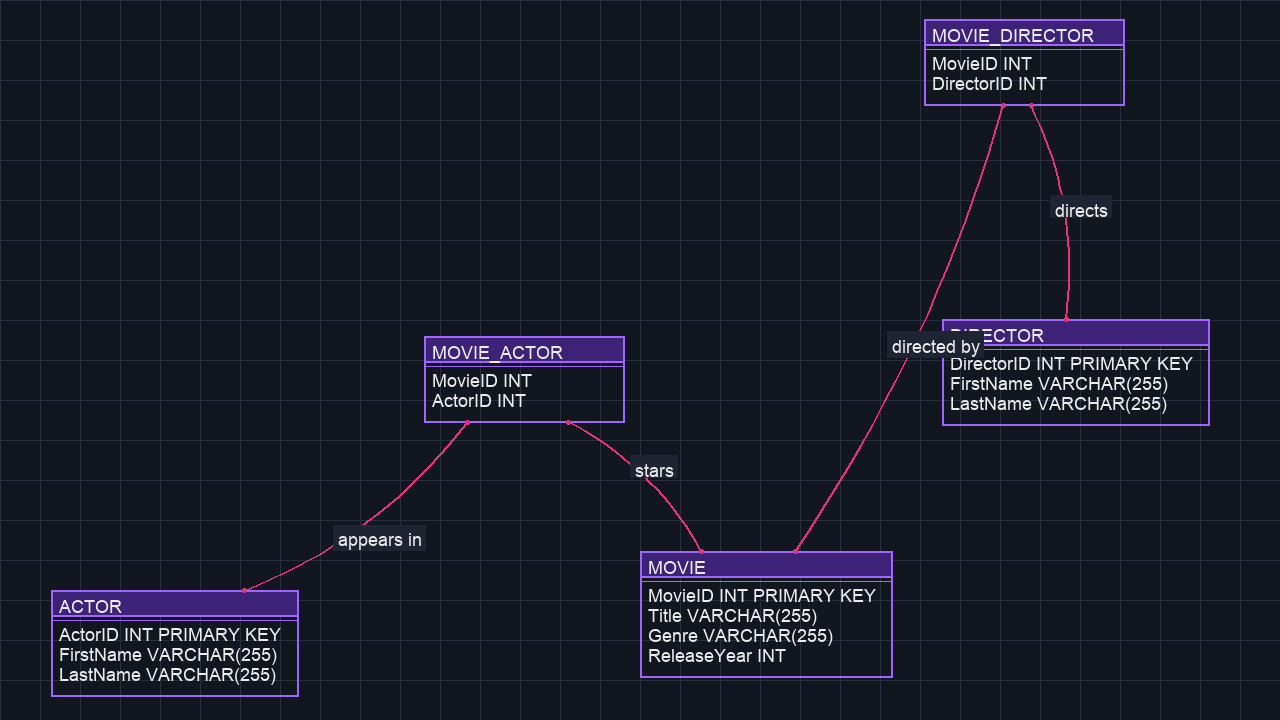 MOVIE_DIRECTOR
MovieID INT
DirectorID INT
directs
directed by
DIRECTOR
DirectorID INT PRIMARY KEY
FirstName VARCHAR(255)
LastName VARCHAR(255)
MOVIE_ACTOR
MovieID INT
ActorID INT
stars
appears in
MOVIE
MovieID INT PRIMARY KEY
Title VARCHAR(255)
Genre VARCHAR(255)
ReleaseYear INT
ACTOR
ActorID INT PRIMARY KEY
FirstName VARCHAR(255)
LastName VARCHAR(255)